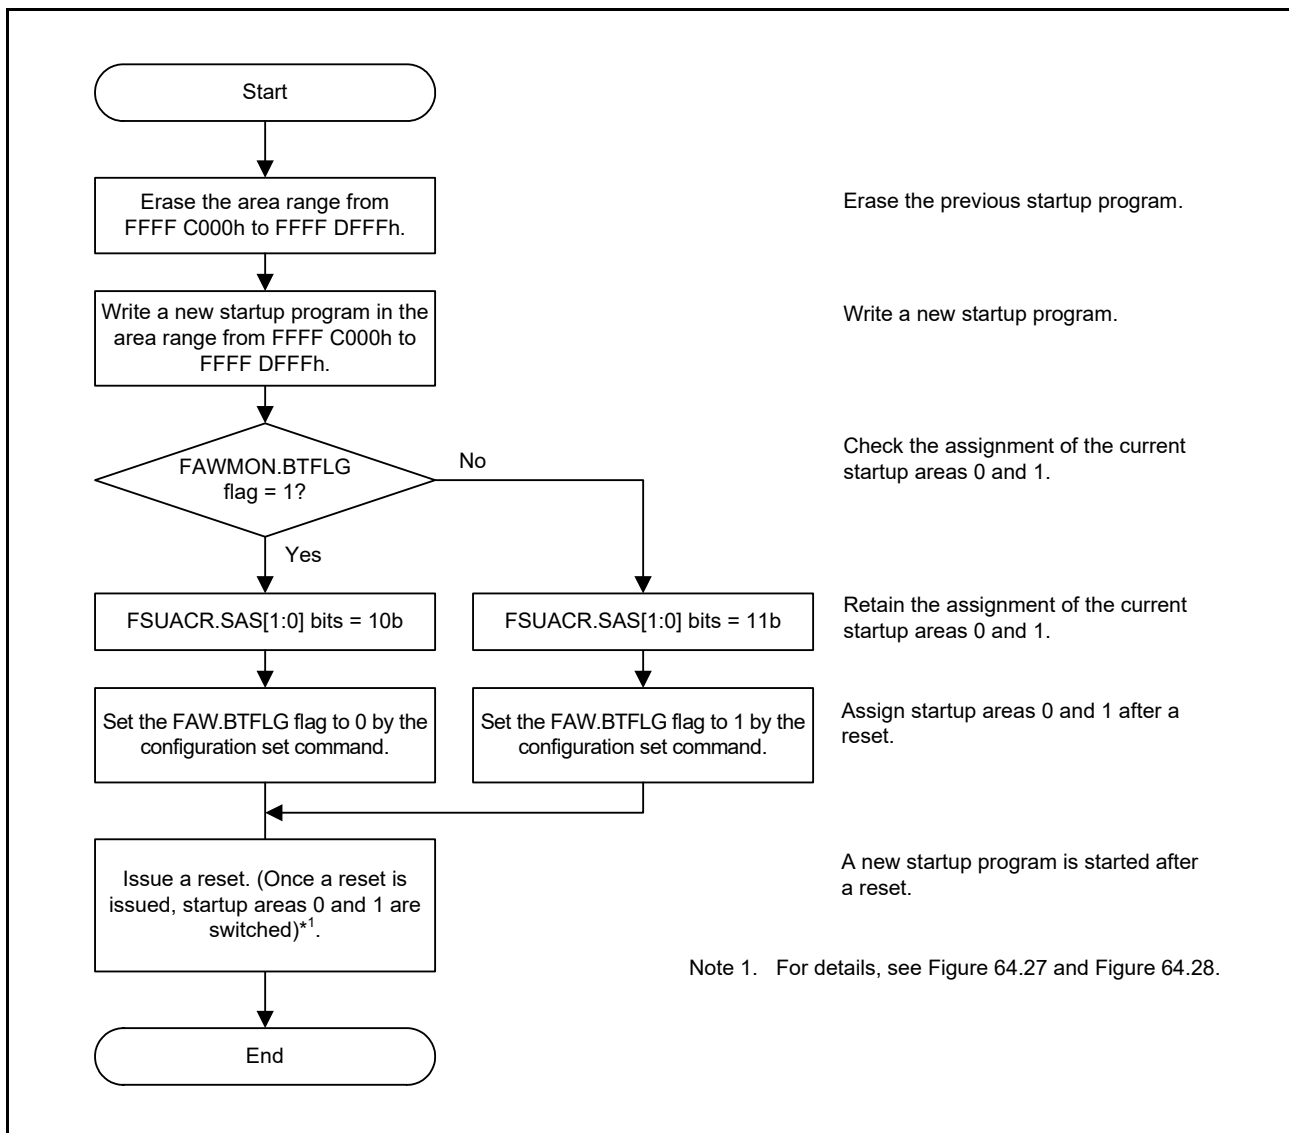 Start
Erase the area range from
FFFF C000h to FFFF DFFFh.
Erase the previous startup program.
Write a new startup program in the
area range from FFFF C000h to
FFFF DFFFh.
Write a new startup program.
FAWMON.BTFLG
flag = 1?
No
Yes
Check the assignment of the current
startup areas 0 and 1.
FSUACR.SAS[1:0] bits = 10b
FSUACR.SAS[1:0] bits = 11b
Retain the assignment of the current
startup areas 0 and 1.
Set the FAW.BTFLG flag to 0 by the
configuration set command.
Set the FAW.BTFLG flag to 1 by the
configuration set command.
Assign startup areas 0 and 1 after a
reset.
Issue a reset. (Once a reset is
issued, startup areas 0 and 1 are
switched)*1.
A new startup program is started after
a reset.
Note 1. For details, see Figure 64.27 and Figure 64.28.
End